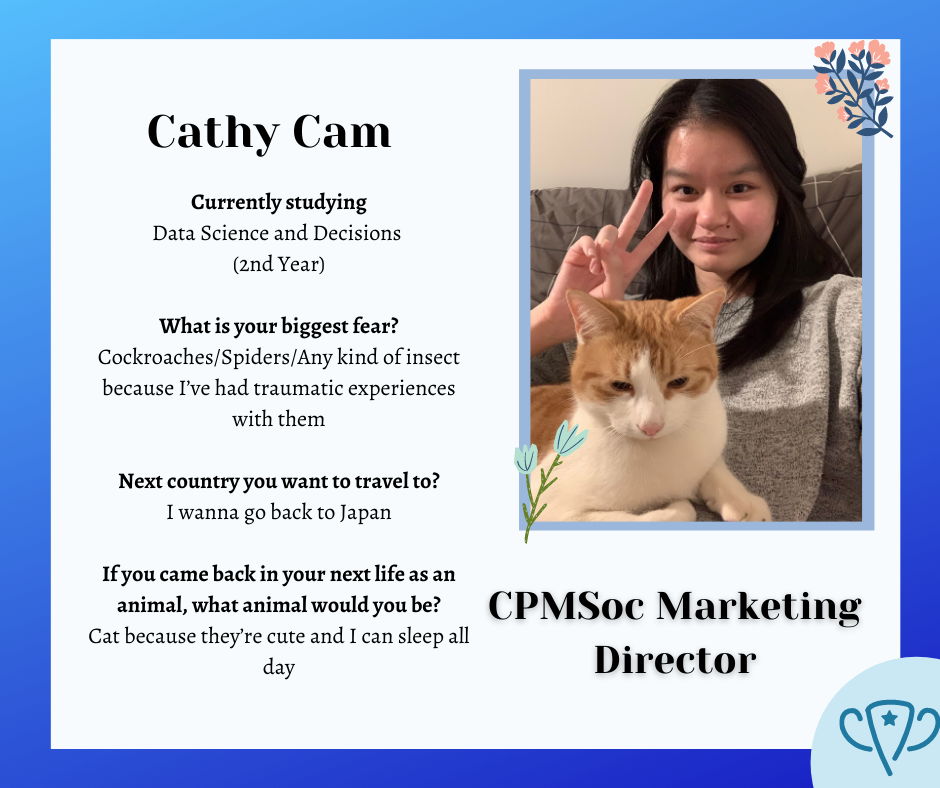 Cathy Cam
Currently studying
Data Science and Decisions
(2nd Year)
What is your biggest fear?
Cockroaches/Spiders/Any kind of insect
because I’ve had traumatic experiences
with them
Next country you want to travel to?
I wanna go back to Japan
If you came back in your next life as an
animal, what animal would you be?
Cat because they’re cute and I can sleep all
day
CPMSoc Marketing
Director